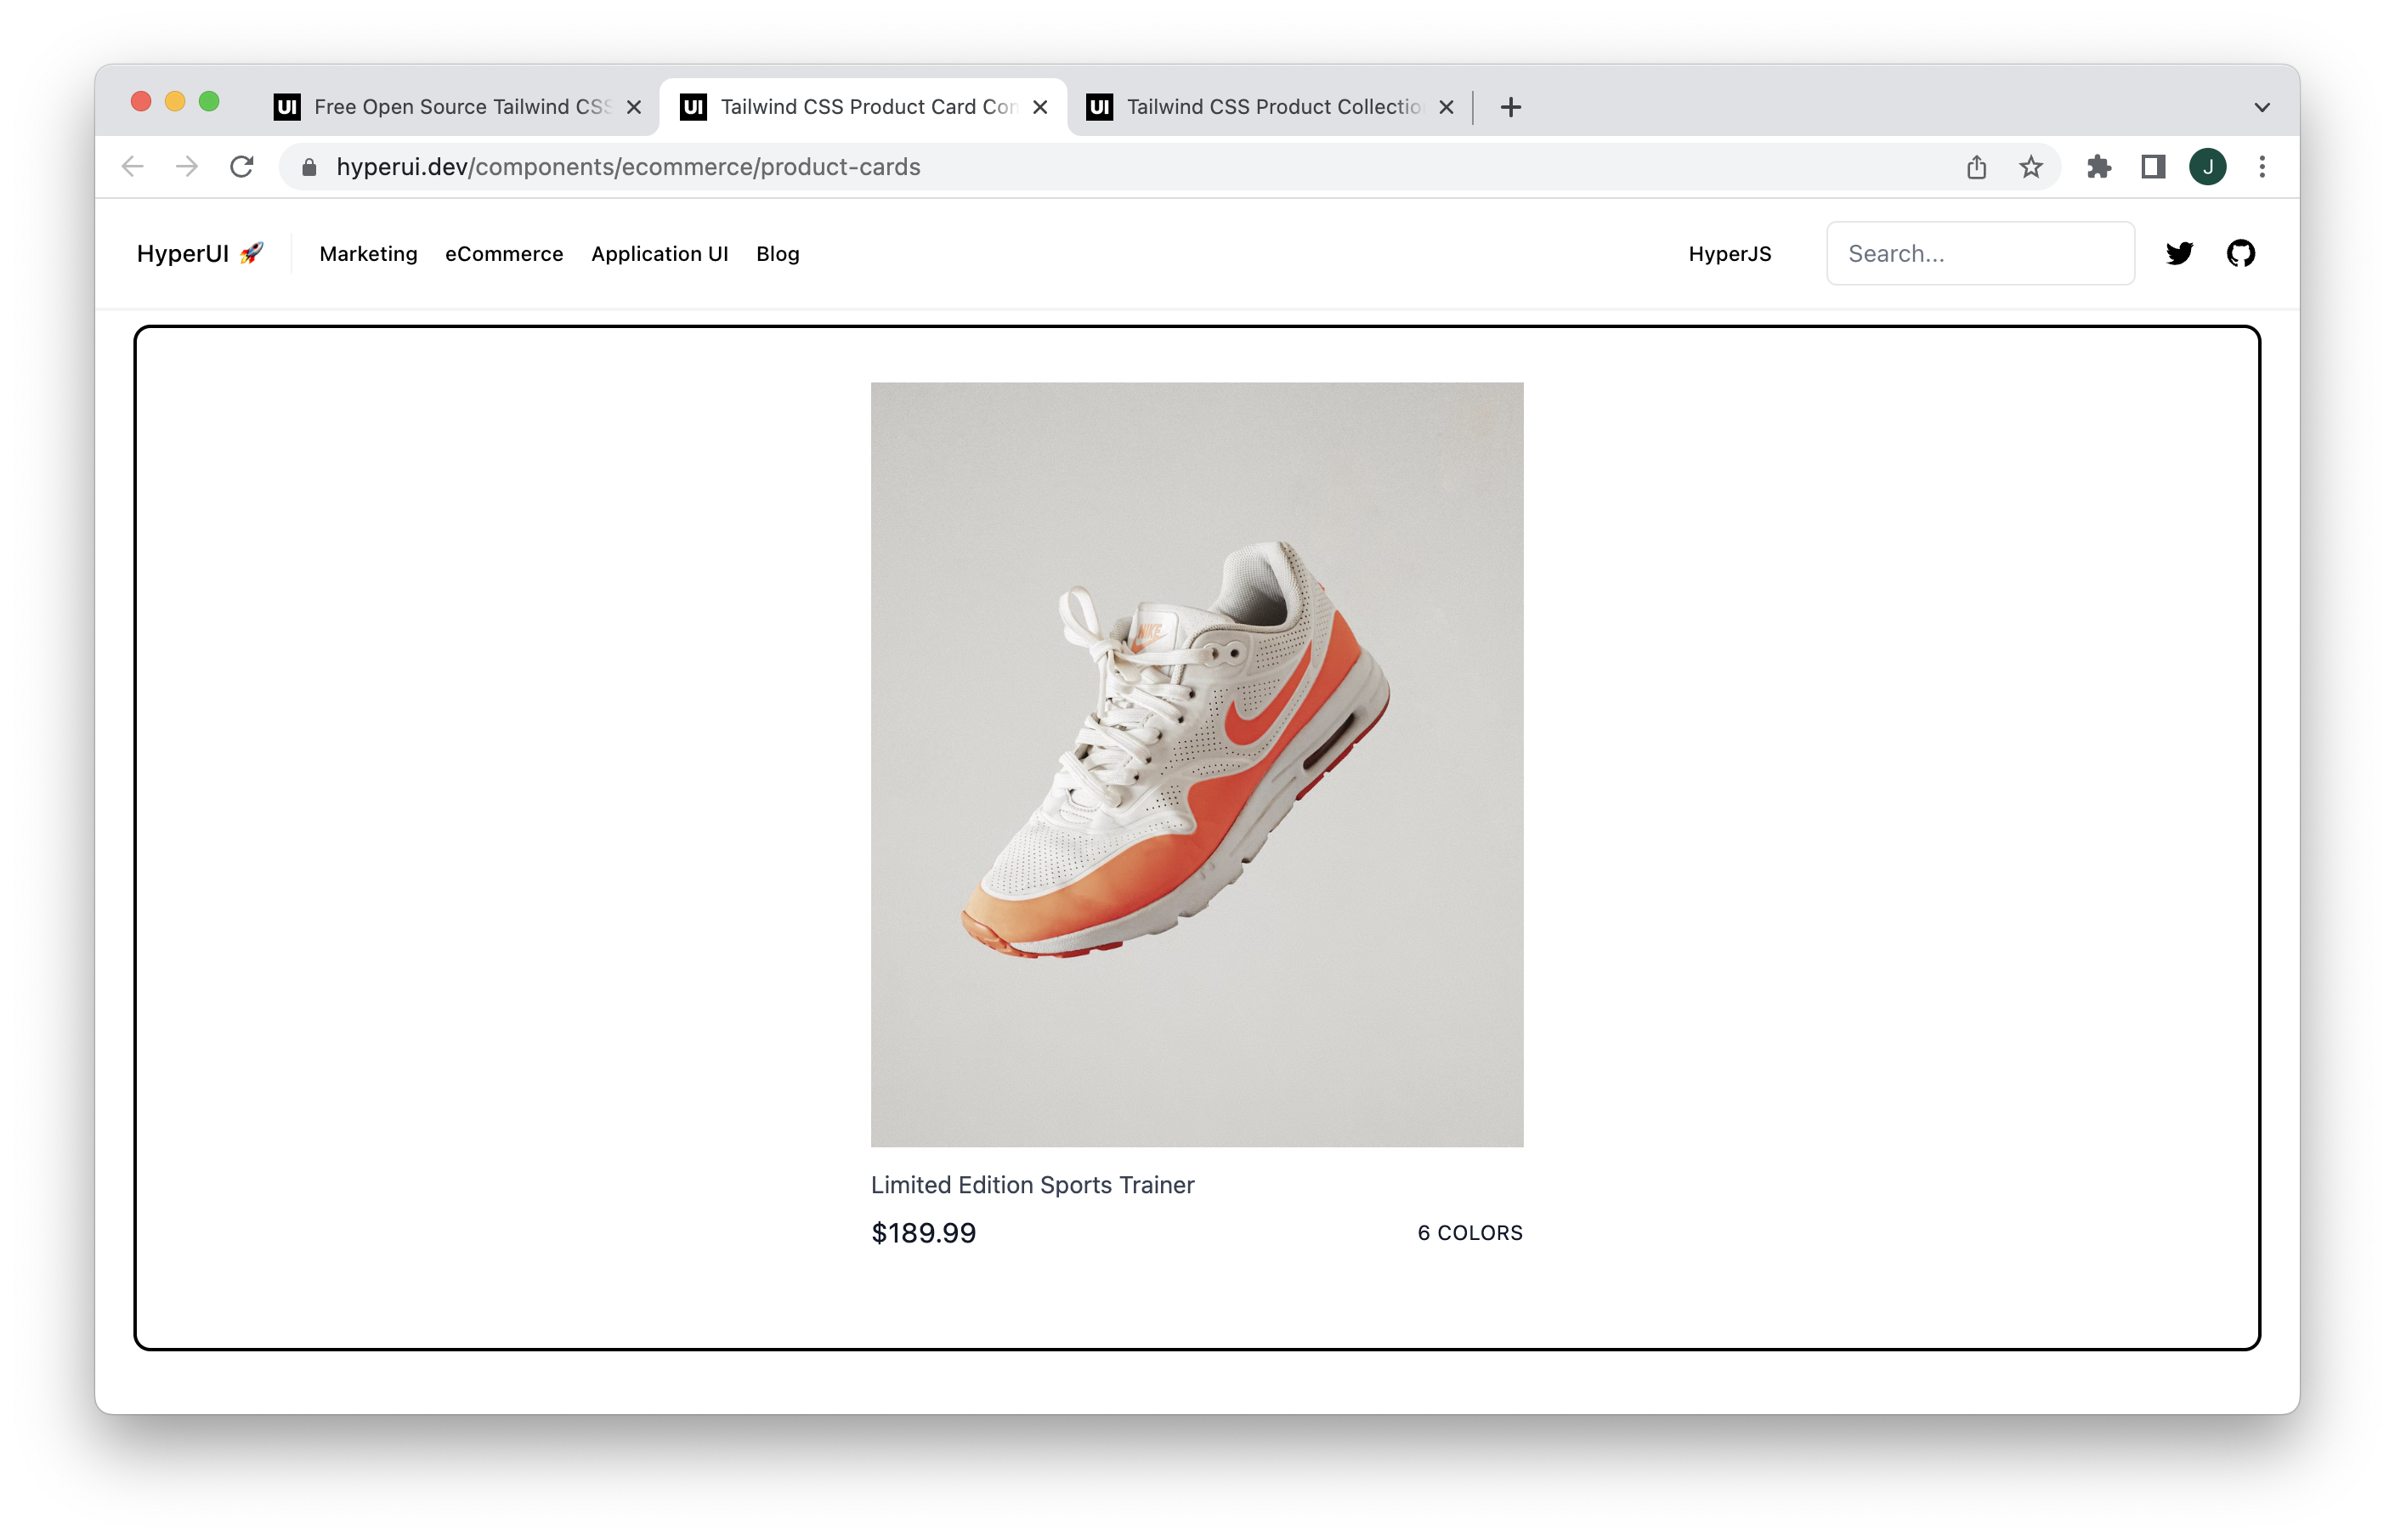 UI Free Open Source Tailwind CSS
UI Tailwind CSS Product Card Con
UI Tailwind CSS Product Collectio
hyperui.dev/components/ecommerce/product-cards
J
HyperUI 🚀
Marketing eCommerce Application UI Blog
HyperJS
Search...
NIKE
Limited Edition Sports Trainer
$189.99
6 COLORS